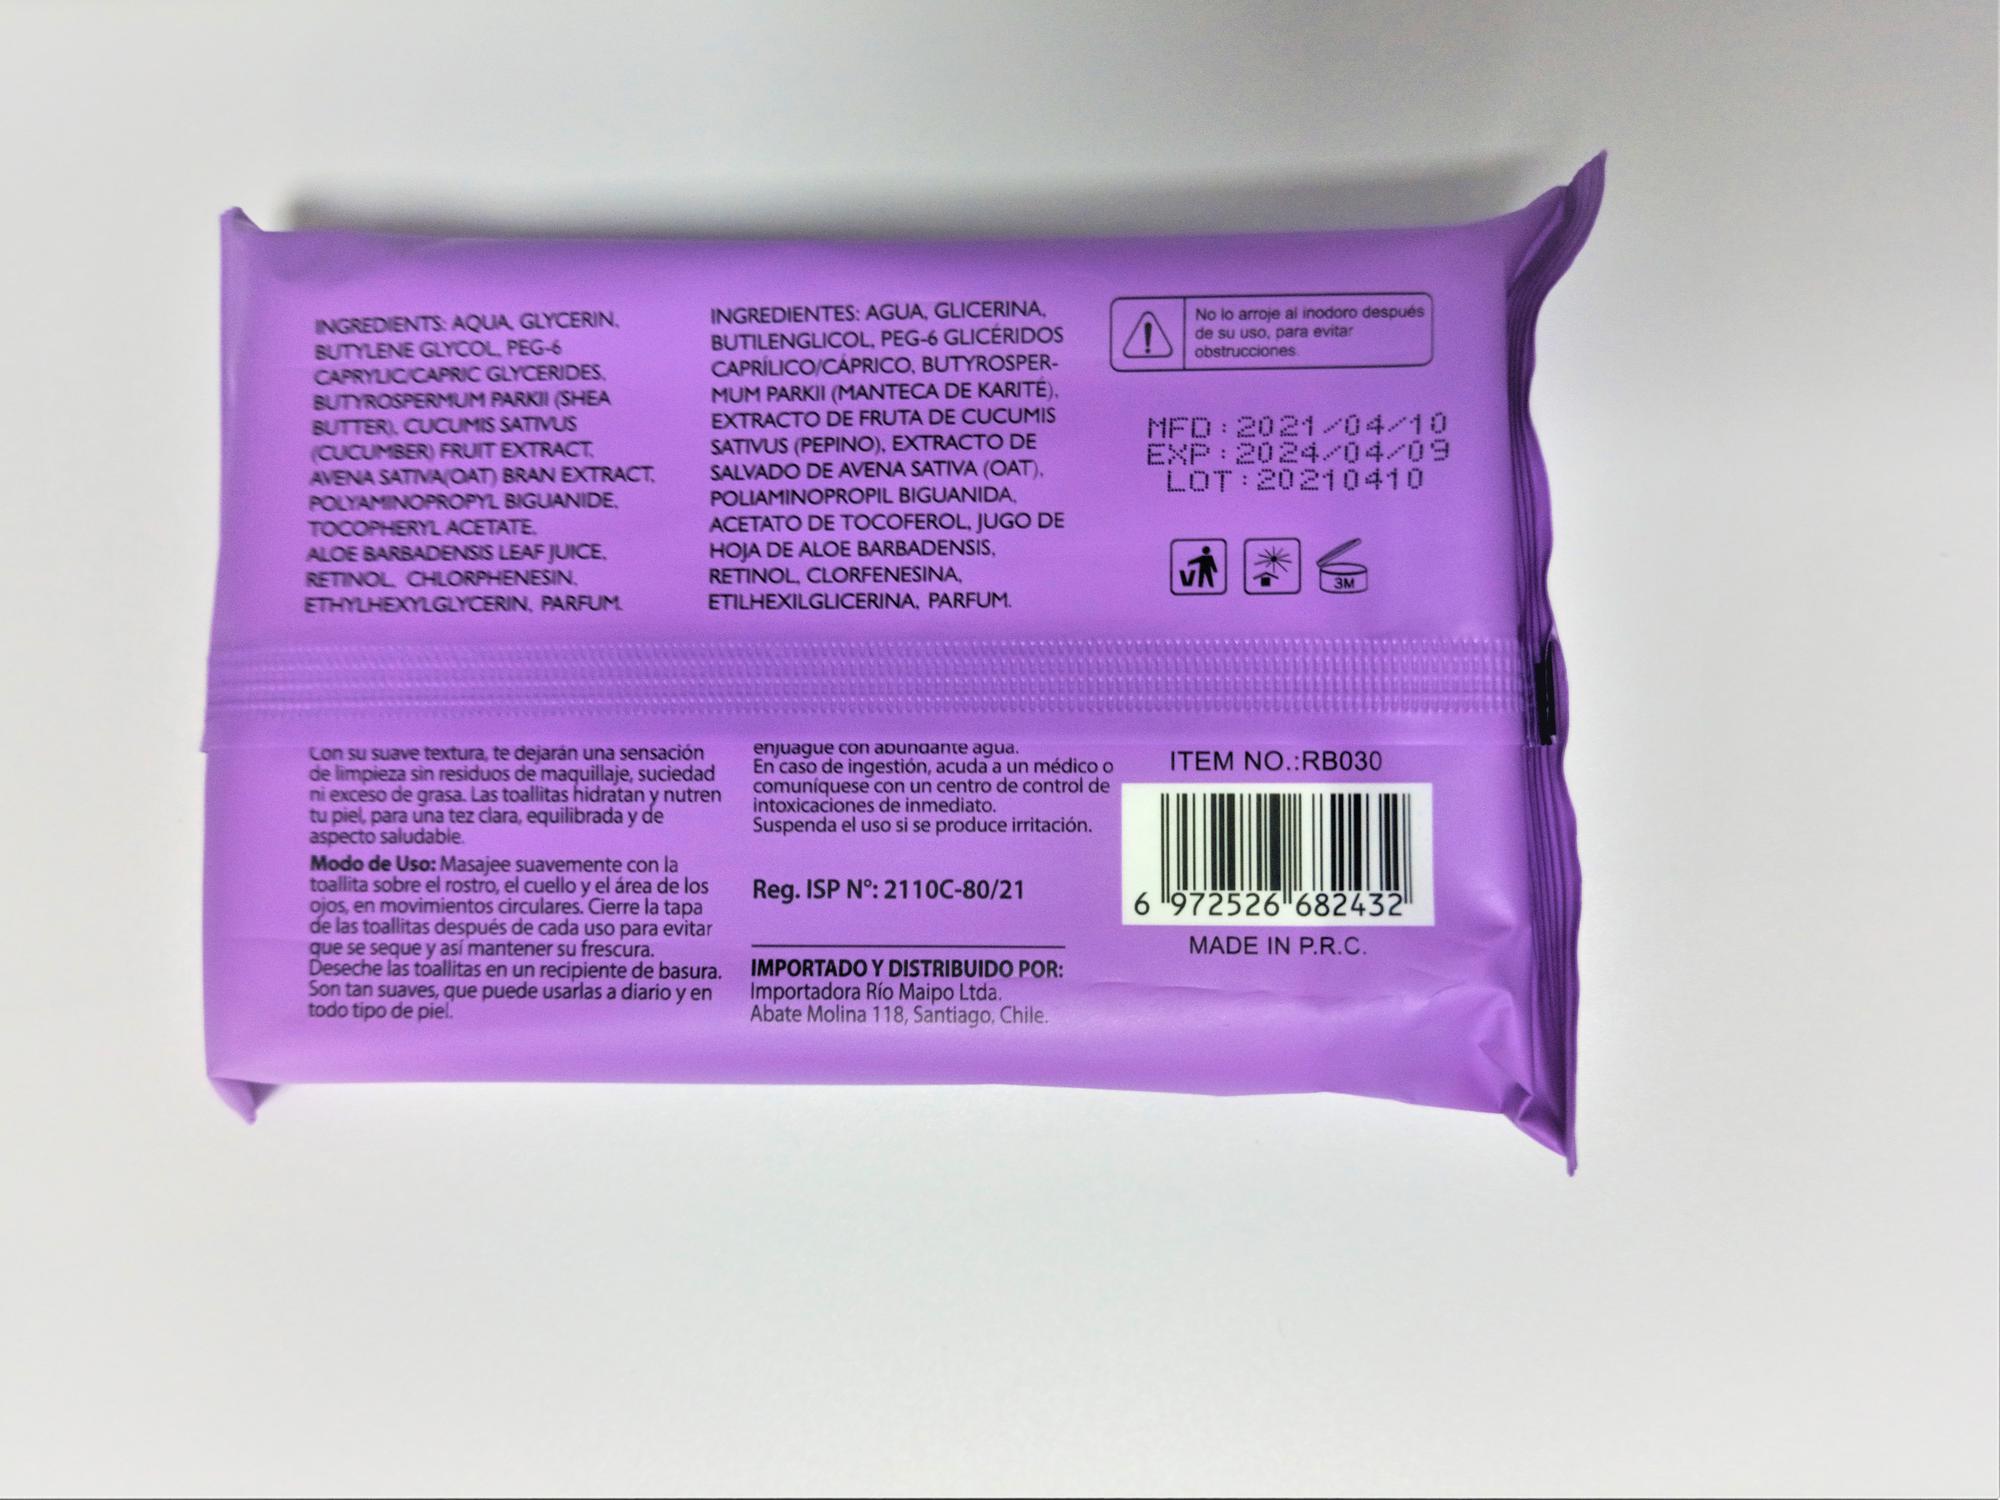 INGREDIENTS: AQUA, GLYCERIN,
BUTYLENE GLYCOL, PEG-6
CAPRYLIC/CAPRIC GLYCERIDES,
BUTYROSPERMUM PARKII (SHEA
BUTTER), CUCUMIS SATIVUS
(CUCUMBER) FRUIT EXTRACT,
AVENA SATIVA(OAT) BRAN EXTRACT,
POLYAMINOPROPYL BIGUANIDE,
TOCOPHERYL ACETATE,
ALOE BARBADENSIS LEAF JUICE,
RETINOL, CHLORPHENESIN,
ETHYLHEXYLGLYCERIN, PARFUM.
INGREDIENTES: AGUA, GLICERINA,
BUTILENGLICOL, PEG-6 GLICÉRIDOS
CAPRÍLICO/CÁPRICO, BUTYROSPER-
MUM PARKII (MANTECA DE KARITÉ),
EXTRACTO DE FRUTA DE CUCUMIS
SATIVUS (PEPINO), EXTRACTO DE
SALVADO DE AVENA SATIVA (OAT),
POLIAMINOPROPIL BIGUANIDA,
ACETATO DE TOCOFEROL, JUGO DE
HOJA DE ALOE BARBADENSIS,
RETINOL, CLORFENESINA,
ETILHEXILGLICERINA, PARFUM.
No lo arroje al inodoro después
de su uso, para evitar
obstrucciones.
MFD:2021/04/10
EXP:2024/04/09
LOT:20210410
3M
Con su suave textura, te dejarán una sensación
de limpieza sin residuos de maquillaje, suciedad
ni exceso de grasa. Las toallitas hidratan y nutren
tu piel, para una tez clara, equilibrada y de
aspecto saludable.
Modo de Uso: Masajee suavemente con la
toallita sobre el rostro, el cuello y el área de los
ojos, en movimientos circulares. Cierre la tapa
de las toallitas después de cada uso para evitar
que se seque y así mantener su frescura.
Deseche las toallitas en un recipiente de basura.
Son tan suaves, que puede usarlas a diario y en
todo tipo de piel.
enjuague con abundante agua.
En caso de ingestión, acuda a un médico o
comuníquese con un centro de control de
intoxicaciones de inmediato.
Suspenda el uso si se produce irritación.
Reg. ISP N°: 2110C-80/21
IMPORTADO Y DISTRIBUIDO POR:
Importadora Río Maipo Ltda.
Abate Molina 118, Santiago, Chile.
ITEM NO.:RB030
6 972526 682432
MADE IN P.R.C.